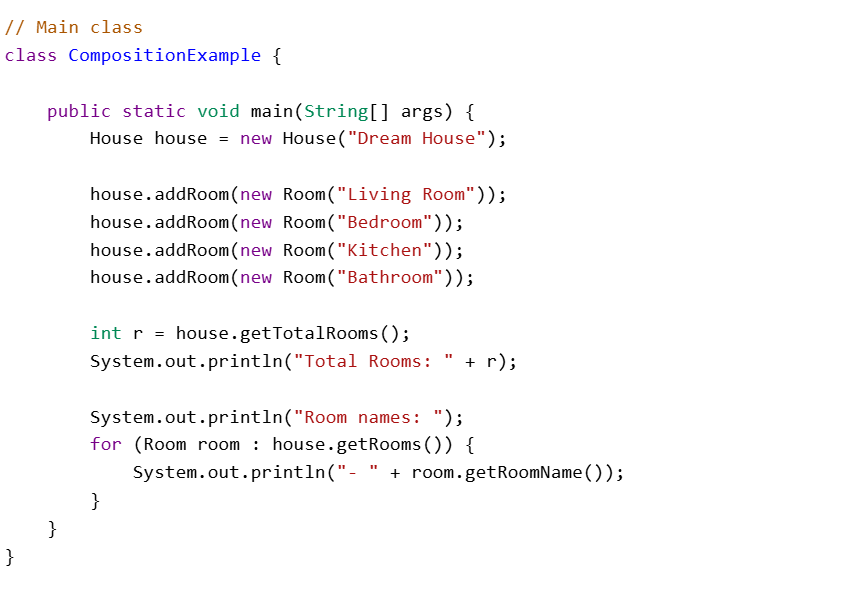 // Main class
class CompositionExample {
    public static void main(String[] args) {
        House house = new House("Dream House");
        house.addRoom(new Room("Living Room"));
        house.addRoom(new Room("Bedroom"));
        house.addRoom(new Room("Kitchen"));
        house.addRoom(new Room("Bathroom"));
        int r = house.getTotalRooms();
        System.out.println("Total Rooms: " + r);
        System.out.println("Room names: ");
        for (Room room : house.getRooms()) {
            System.out.println("- " + room.getRoomName());
        }
    }
}